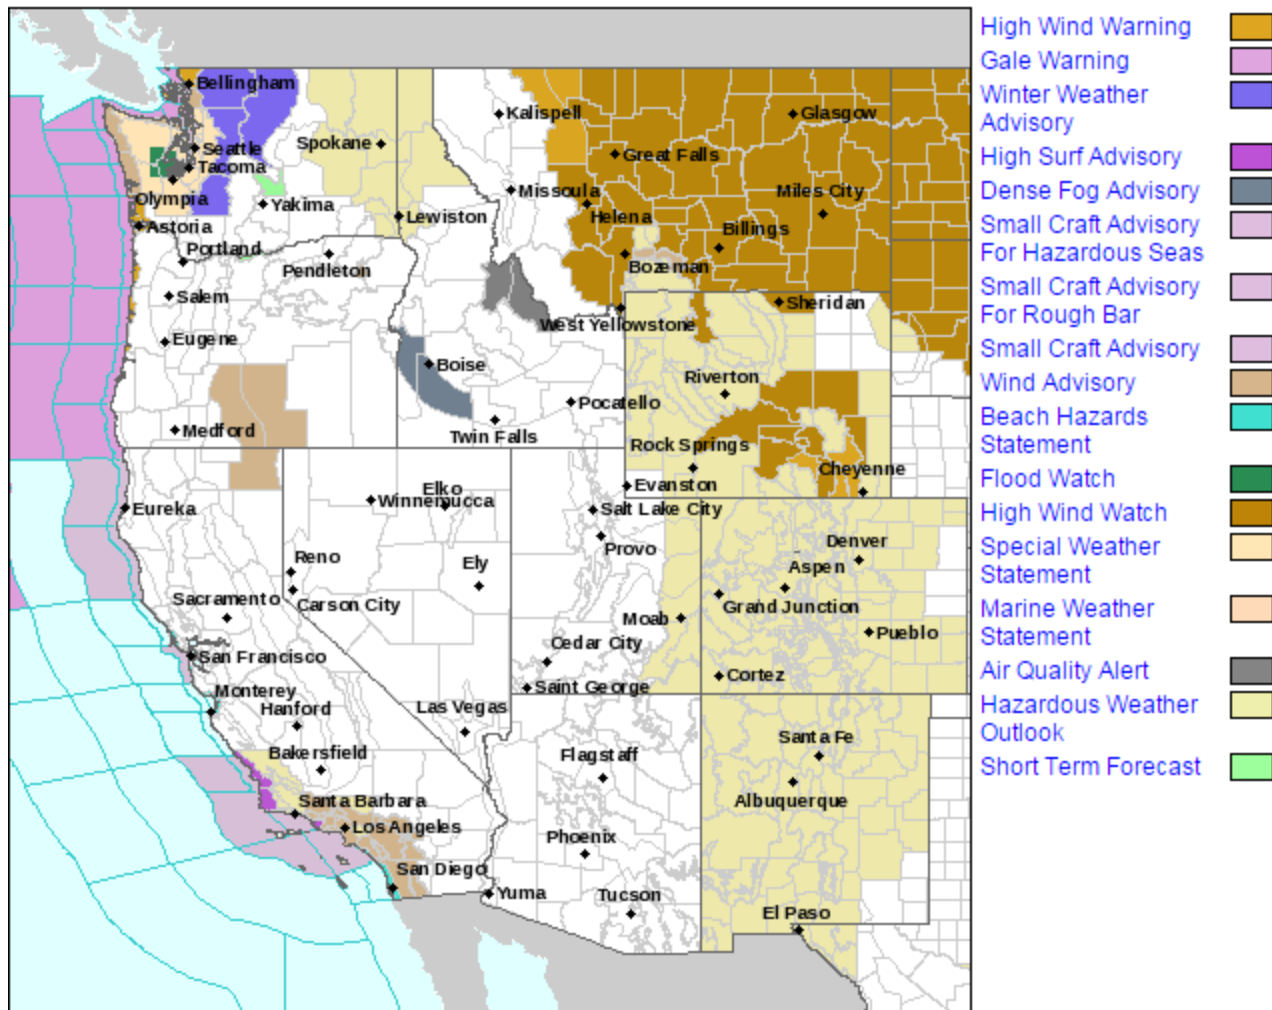 High Wind Warning
Gale Warning
Winter Weather
Advisory
High Surf Advisory
Dense Fog Advisory
Small Craft Advisory
For Hazardous Seas
Small Craft Advisory
For Rough Bar
Small Craft Advisory
Wind Advisory
Beach Hazards
Statement
Flood Watch
High Wind Watch
Special Weather
Statement
Marine Weather
Statement
Air Quality Alert
Hazardous Weather
Outlook
Short Term Forecast
Bellingham
Kalispell
Glasgow
Seattle
Spokane
Great Falls
Tacoma
Missoula
Miles City
Olympia
Yakima
Lewiston
Helena
Astoria
Billings
Portland
Pendleton
Bozeman
Salem
Sheridan
West Yellowstone
Eugene
Boise
Riverton
Pocatello
Medford
Twin Falls
Rock Springs
Cheyenne
Elko
Evanston
Winnemucca
Eureka
Salt Lake City
Denver
Provo
Reno
Ely
Aspen
Sacramento
Carson City
Grand Junction
Moab
Pueblo
Cedar City
San Francisco
Cortez
Saint George
Monterey
Hanford
Las Vegas
Santa Fe
Bakersfield
Flagstaff
Albuquerque
Santa Barbara
Los Angeles
Phoenix
San Diego
Yuma
Tucson
El Paso